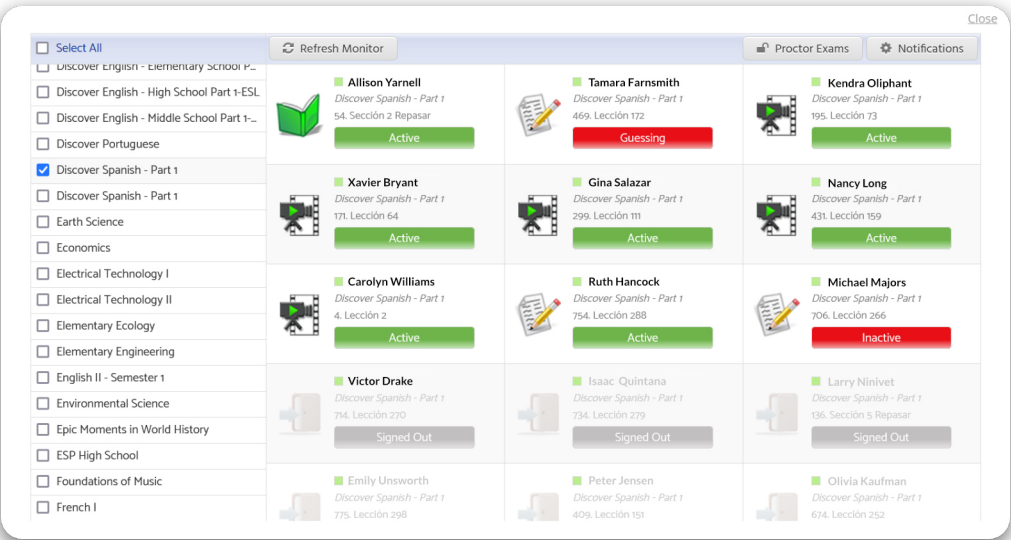 Close
Select All
Refresh Monitor
Proctor Exams
Notifications
Discover English - Elementary School P...
Discover English - High School Part 1-ESL
Discover English - Middle School Part 1-...
Discover Portuguese
Discover Spanish - Part 1
Discover Spanish - Part 1
Earth Science
Economics
Electrical Technology I
Electrical Technology II
Elementary Ecology
Elementary Engineering
English II - Semester 1
Environmental Science
Epic Moments in World History
ESP High School
Foundations of Music
French I
Allison Yarnell
Discover Spanish - Part 1
54. Sección 2 Repasar
Active
Tamara Farnsmith
Discover Spanish - Part 1
469. Lección 172
Guessing
Kendra Oliphant
Discover Spanish - Part 1
195. Lección 73
Active
Xavier Bryant
Discover Spanish - Part 1
171. Lección 64
Active
Gina Salazar
Discover Spanish - Part 1
299. Lección 111
Active
Nancy Long
Discover Spanish - Part 1
431. Lección 159
Active
Carolyn Williams
Discover Spanish - Part 1
4. Lección 2
Active
Ruth Hancock
Discover Spanish - Part 1
754. Lección 288
Active
Michael Majors
Discover Spanish - Part 1
706. Lección 266
Inactive
Victor Drake
Discover Spanish - Part 1
714. Lección 270
Signed Out
Isaac Quintana
Discover Spanish - Part 1
734. Lección 279
Signed Out
Larry Ninivet
Discover Spanish - Part 1
136. Sección 5 Repasar
Signed Out
Emily Unsworth
Discover Spanish - Part 1
775. Lección 298
Peter Jensen
Discover Spanish - Part 1
409. Lección 151
Olivia Kaufman
Discover Spanish - Part 1
674. Lección 252